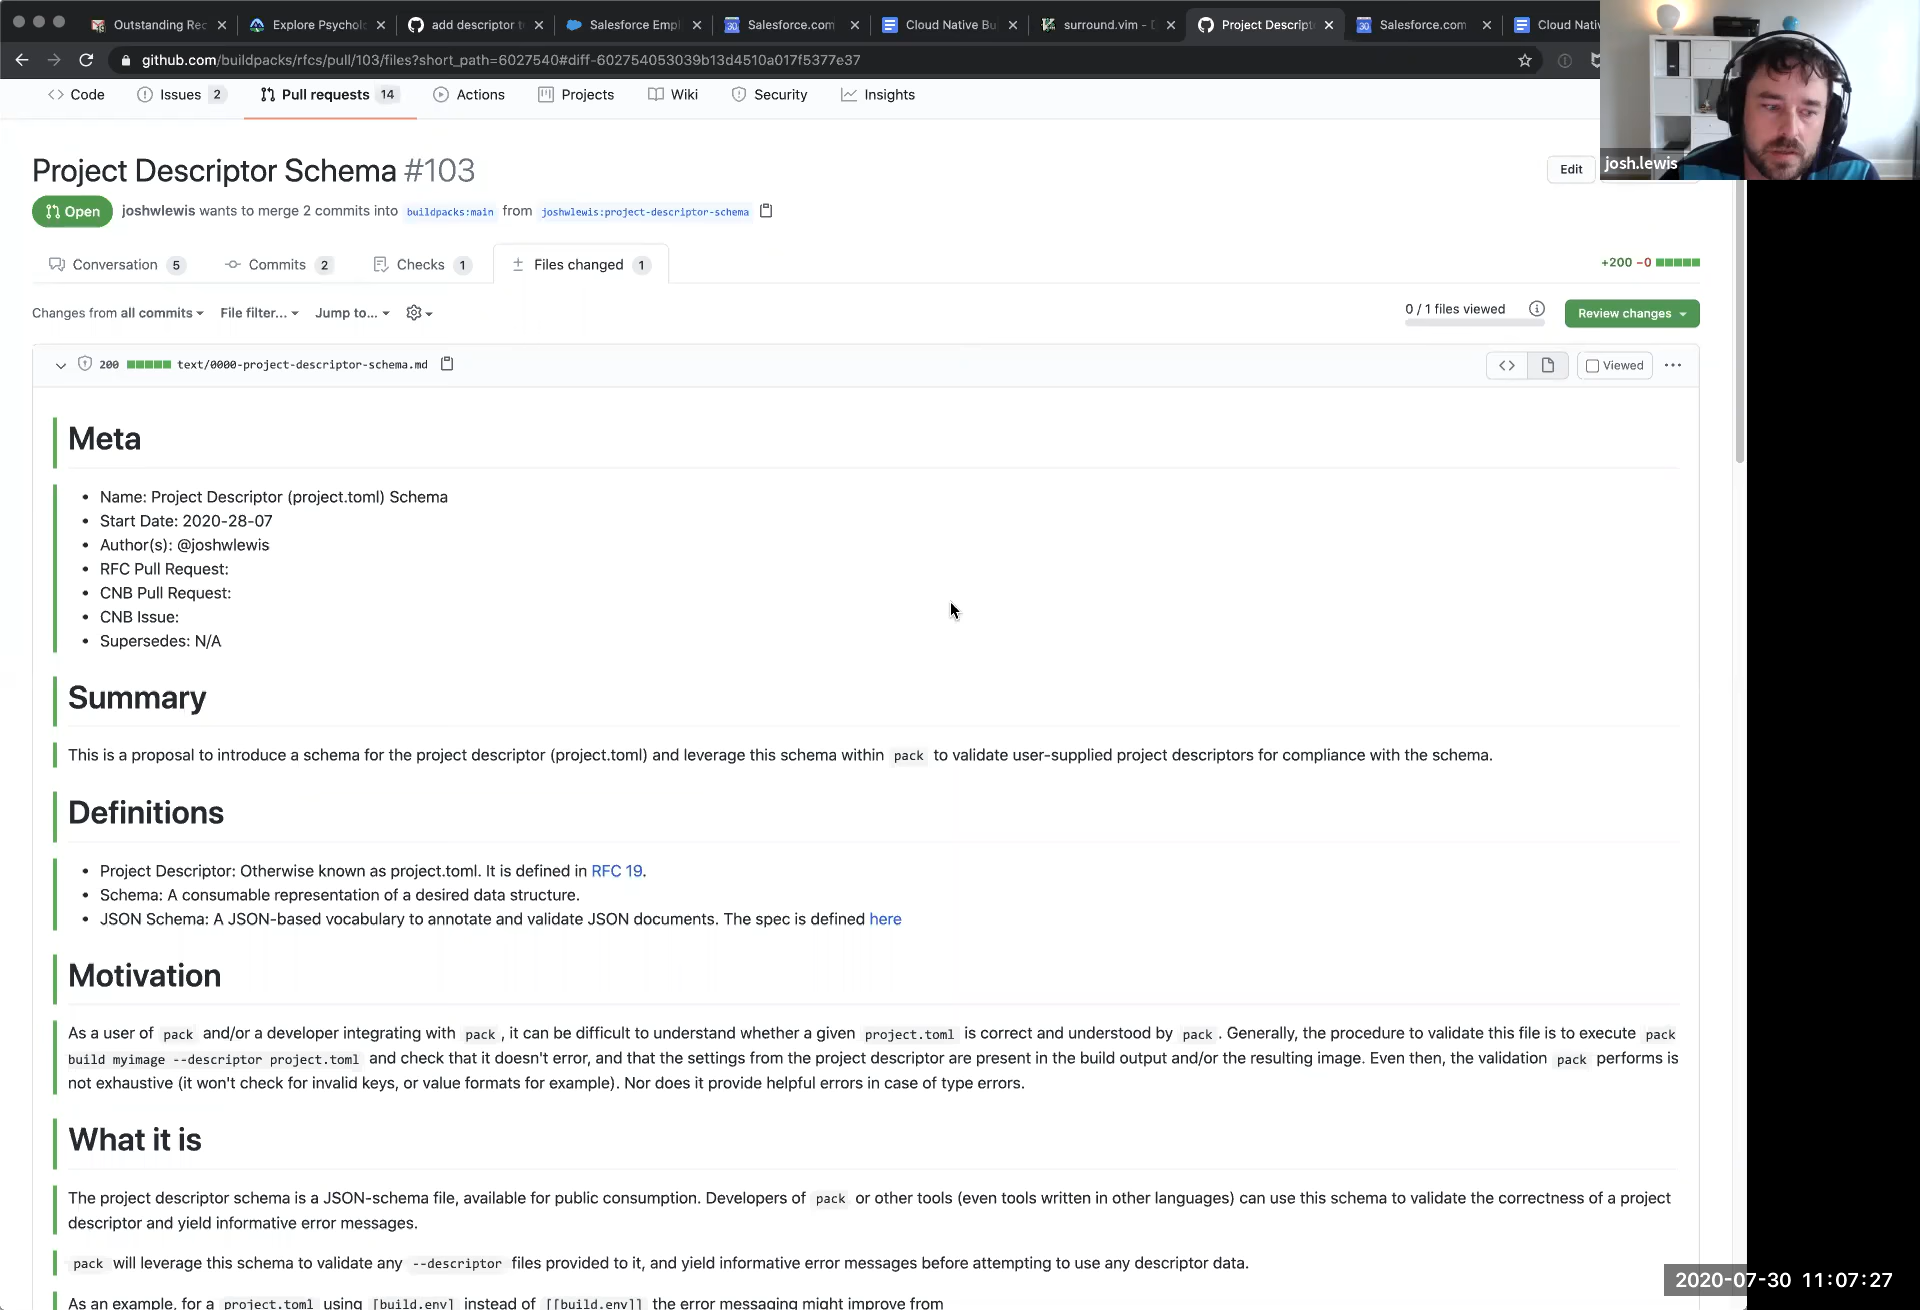 Outstanding Rec
Explore Psychol
add descriptor t
Salesforce Empl
Salesforce.com
Cloud Native Bu
surround.vim - D
Project Descript
Salesforce.com
Cloud Nativ
github.com/buildpacks/rfcs/pull/103/files?short_path=6027540#diff-602754053039b13d4510a017f5377e37
Code
Issues 2
Pull requests 14
Actions
Projects
Wiki
Security
Insights
josh.lewis
Project Descriptor Schema #103
Edit
Open
joshwlewis wants to merge 2 commits into buildpacks:main from joshwlewis:project-descriptor-schema
Conversation 5
Commits 2
Checks 1
Files changed 1
+200 −0
Changes from all commits
File filter...
Jump to...
0 / 1 files viewed
Review changes
200 text/0000-project-descriptor-schema.md
Viewed
Meta
• Name: Project Descriptor (project.toml) Schema
• Start Date: 2020-28-07
• Author(s): @joshwlewis
• RFC Pull Request:
• CNB Pull Request:
• CNB Issue:
• Supersedes: N/A
Summary
This is a proposal to introduce a schema for the project descriptor (project.toml) and leverage this schema within pack to validate user-supplied project descriptors for compliance with the schema.
Definitions
• Project Descriptor: Otherwise known as project.toml. It is defined in RFC 19.
• Schema: A consumable representation of a desired data structure.
• JSON Schema: A JSON-based vocabulary to annotate and validate JSON documents. The spec is defined here
Motivation
As a user of pack and/or a developer integrating with pack , it can be difficult to understand whether a given project.toml is correct and understood by pack . Generally, the procedure to validate this file is to execute pack
build myimage --descriptor project.toml and check that it doesn't error, and that the settings from the project descriptor are present in the build output and/or the resulting image. Even then, the validation pack performs is
not exhaustive (it won't check for invalid keys, or value formats for example). Nor does it provide helpful errors in case of type errors.
What it is
The project descriptor schema is a JSON-schema file, available for public consumption. Developers of pack or other tools (even tools written in other languages) can use this schema to validate the correctness of a project
descriptor and yield informative error messages.
pack will leverage this schema to validate any --descriptor files provided to it, and yield informative error messages before attempting to use any descriptor data.
As an example, for a project.toml using [build.env] instead of [[build.env]] the error messaging might improve from
2020-07-30 11:07:27